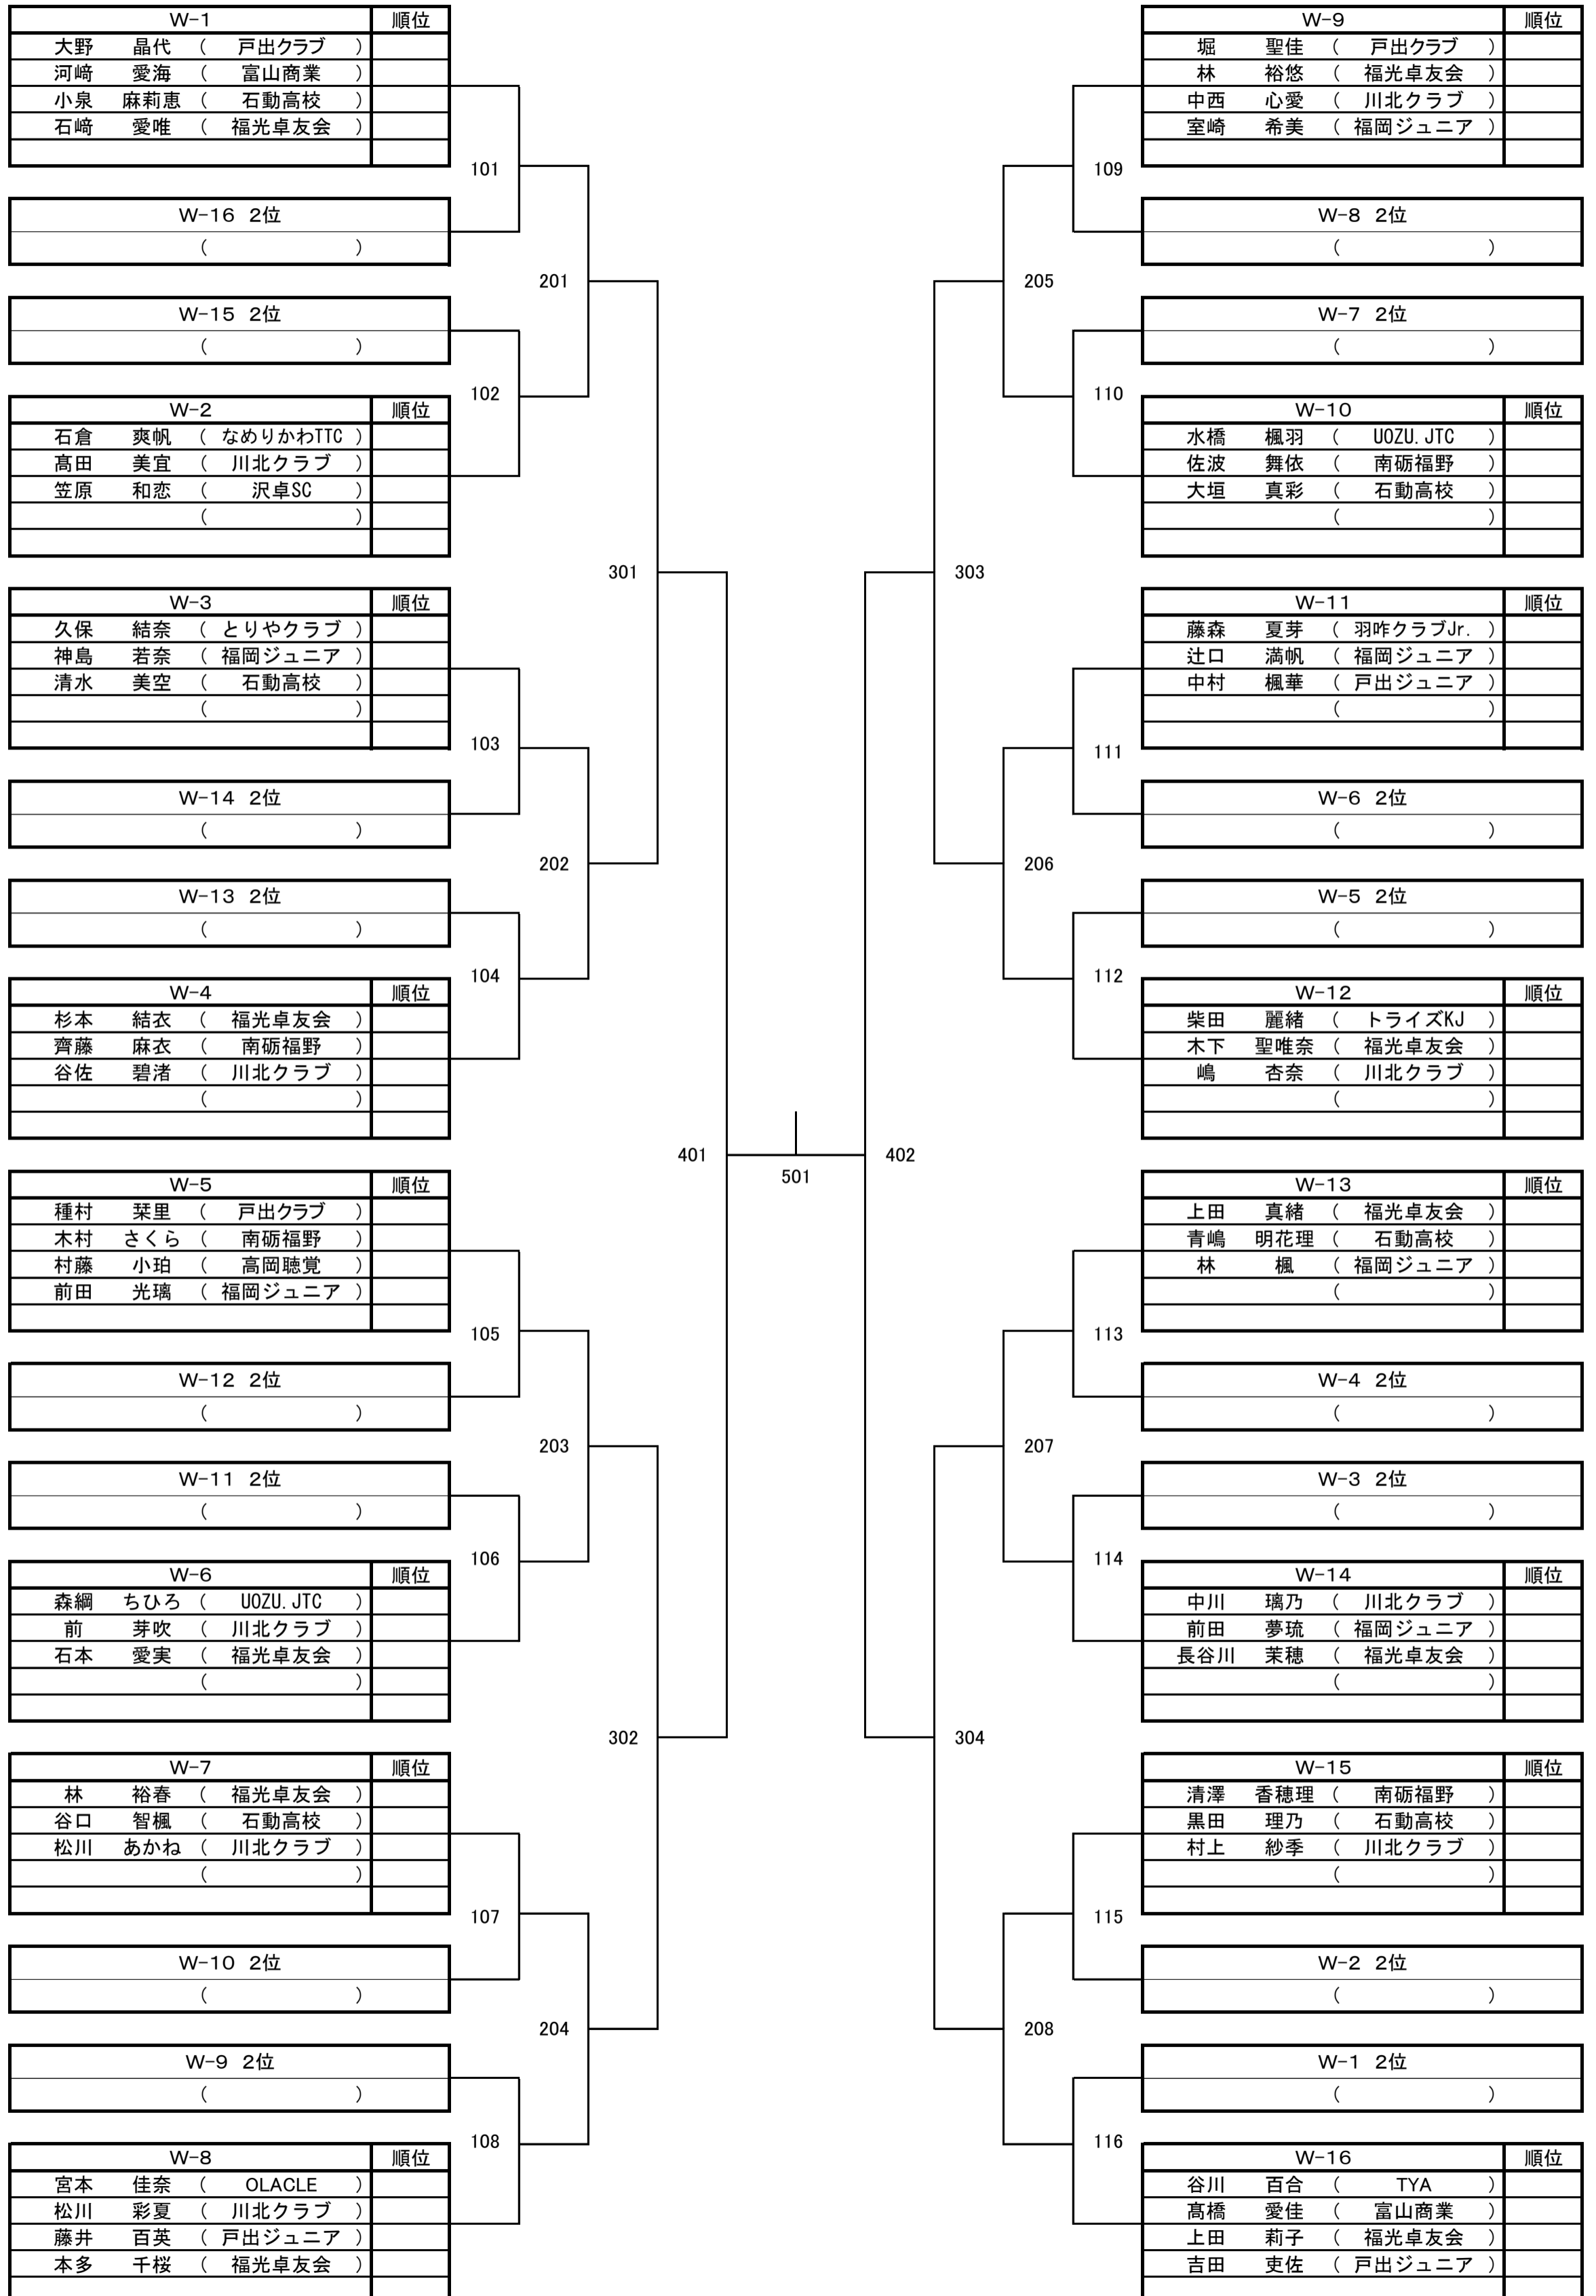 W-1 順位
大野 晶代 ( 戸出クラブ )
河﨑 愛海 ( 富山商業 )
小泉 麻莉恵 ( 石動高校 )
石﨑 愛唯 ( 福光卓友会 )
101
W-16 2位
( )
201
W-15 2位
( )
102
W-2 順位
石倉 爽帆 ( なめりかわTTC )
髙田 美宜 ( 川北クラブ )
笠原 和恋 ( 沢卓SC )
( )
301
W-3 順位
久保 結奈 ( とりやクラブ )
神島 若奈 ( 福岡ジュニア )
清水 美空 ( 石動高校 )
( )
103
W-14 2位
( )
202
W-13 2位
( )
104
W-4 順位
杉本 結衣 ( 福光卓友会 )
齊藤 麻衣 ( 南砺福野 )
谷佐 碧渚 ( 川北クラブ )
( )
401
W-5 順位
種村 栞里 ( 戸出クラブ )
木村 さくら ( 南砺福野 )
村藤 小珀 ( 高岡聴覚 )
前田 光璃 ( 福岡ジュニア )
105
W-12 2位
( )
203
W-11 2位
( )
106
W-6 順位
森綱 ちひろ ( UOZU.JTC )
前 芽吹 ( 川北クラブ )
石本 愛実 ( 福光卓友会 )
( )
302
W-7 順位
林 裕春 ( 福光卓友会 )
谷口 智楓 ( 石動高校 )
松川 あかね ( 川北クラブ )
( )
107
W-10 2位
( )
204
W-9 2位
( )
108
W-8 順位
宮本 佳奈 ( OLACLE )
松川 彩夏 ( 川北クラブ )
藤井 百英 ( 戸出ジュニア )
本多 千桜 ( 福光卓友会 )
501
W-9 順位
堀 聖佳 ( 戸出クラブ )
林 裕悠 ( 福光卓友会 )
中西 心愛 ( 川北クラブ )
室崎 希美 ( 福岡ジュニア )
109
W-8 2位
( )
205
W-7 2位
( )
110
W-10 順位
水橋 楓羽 ( UOZU.JTC )
佐波 舞依 ( 南砺福野 )
大垣 真彩 ( 石動高校 )
( )
303
W-11 順位
藤森 夏芽 ( 羽咋クラブJr. )
辻口 満帆 ( 福岡ジュニア )
中村 楓華 ( 戸出ジュニア )
( )
111
W-6 2位
( )
206
W-5 2位
( )
112
W-12 順位
柴田 麗緒 ( トライズKJ )
木下 聖唯奈 ( 福光卓友会 )
嶋 杏奈 ( 川北クラブ )
( )
402
W-13 順位
上田 真緒 ( 福光卓友会 )
青嶋 明花理 ( 石動高校 )
林 楓 ( 福岡ジュニア )
( )
113
W-4 2位
( )
207
W-3 2位
( )
114
W-14 順位
中川 璃乃 ( 川北クラブ )
前田 夢琉 ( 福岡ジュニア )
長谷川 茉穂 ( 福光卓友会 )
( )
304
W-15 順位
清澤 香穂理 ( 南砺福野 )
黒田 理乃 ( 石動高校 )
村上 紗季 ( 川北クラブ )
( )
115
W-2 2位
( )
208
W-1 2位
( )
116
W-16 順位
谷川 百合 ( TYA )
髙橋 愛佳 ( 富山商業 )
上田 莉子 ( 福光卓友会 )
吉田 吏佐 ( 戸出ジュニア )